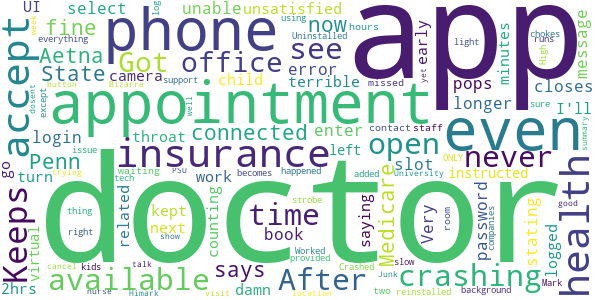 UI
select
unable
unsatisfied
log
using
week
fine
Got
office
phone
see
now
hours
app
light
chokes
runs
everything
Aetna
Uninstalled
early
minutes
message
High
yet
State
camera
error
terrible
missed
pops
closes
accept
button
Bizarre
support
child
longer
sure
I'll
except
dosent
well
appointment
even
login
throat
connected
enter
contact
staff
ONLY
summary
insurance
left
open
never
Penn
issue
slot
go
turn
crying
waiting
PSU
becomes
happened
added
University
instructed
tech
work
doctor
health
Keeps
related
counting
time
saying
Medicare
Very
room
password
companies
logged
stating
thing
kept
strobe
book
good
virtual
right
next
show
Worked
provided
slow
available
says
After
crashing
2hrs
cancel
kids
talk
damn
Crashed
Junk
background
Mark
nurse
Himark
visit
location
two
reinstalled